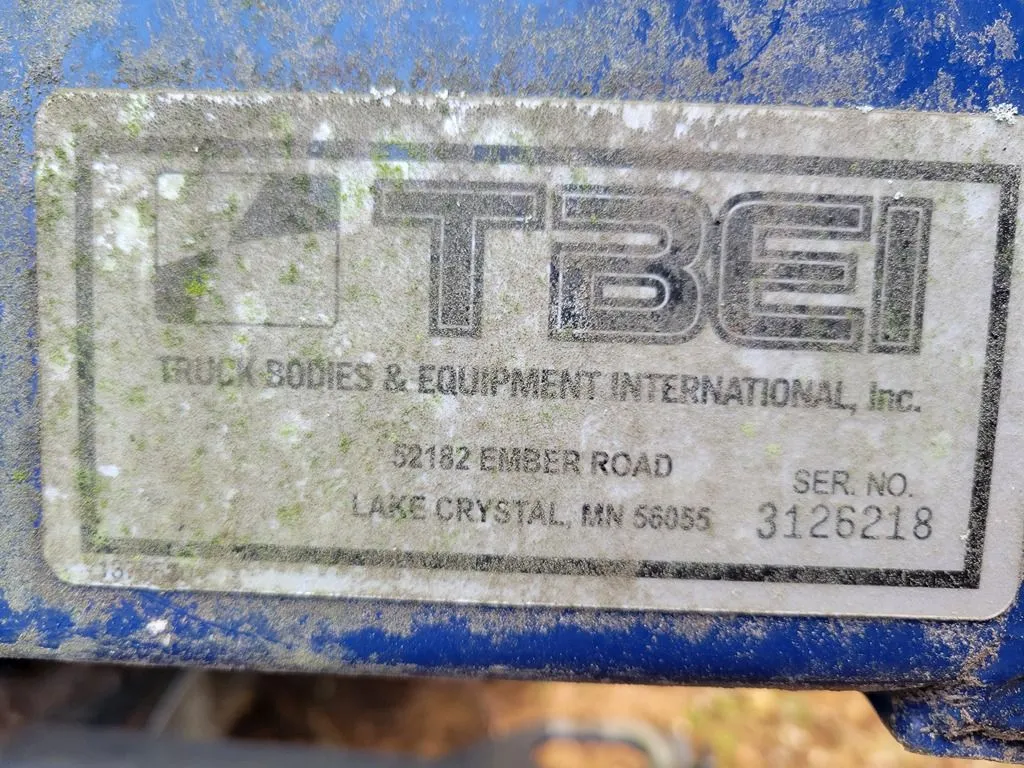 TBEI
TRUCK BODIES & EQUIPMENT INTERNATIONAL, Inc.
52182 EMBER ROAD
LAKE CRYSTAL, MN 56055
SER. NO.
3126218